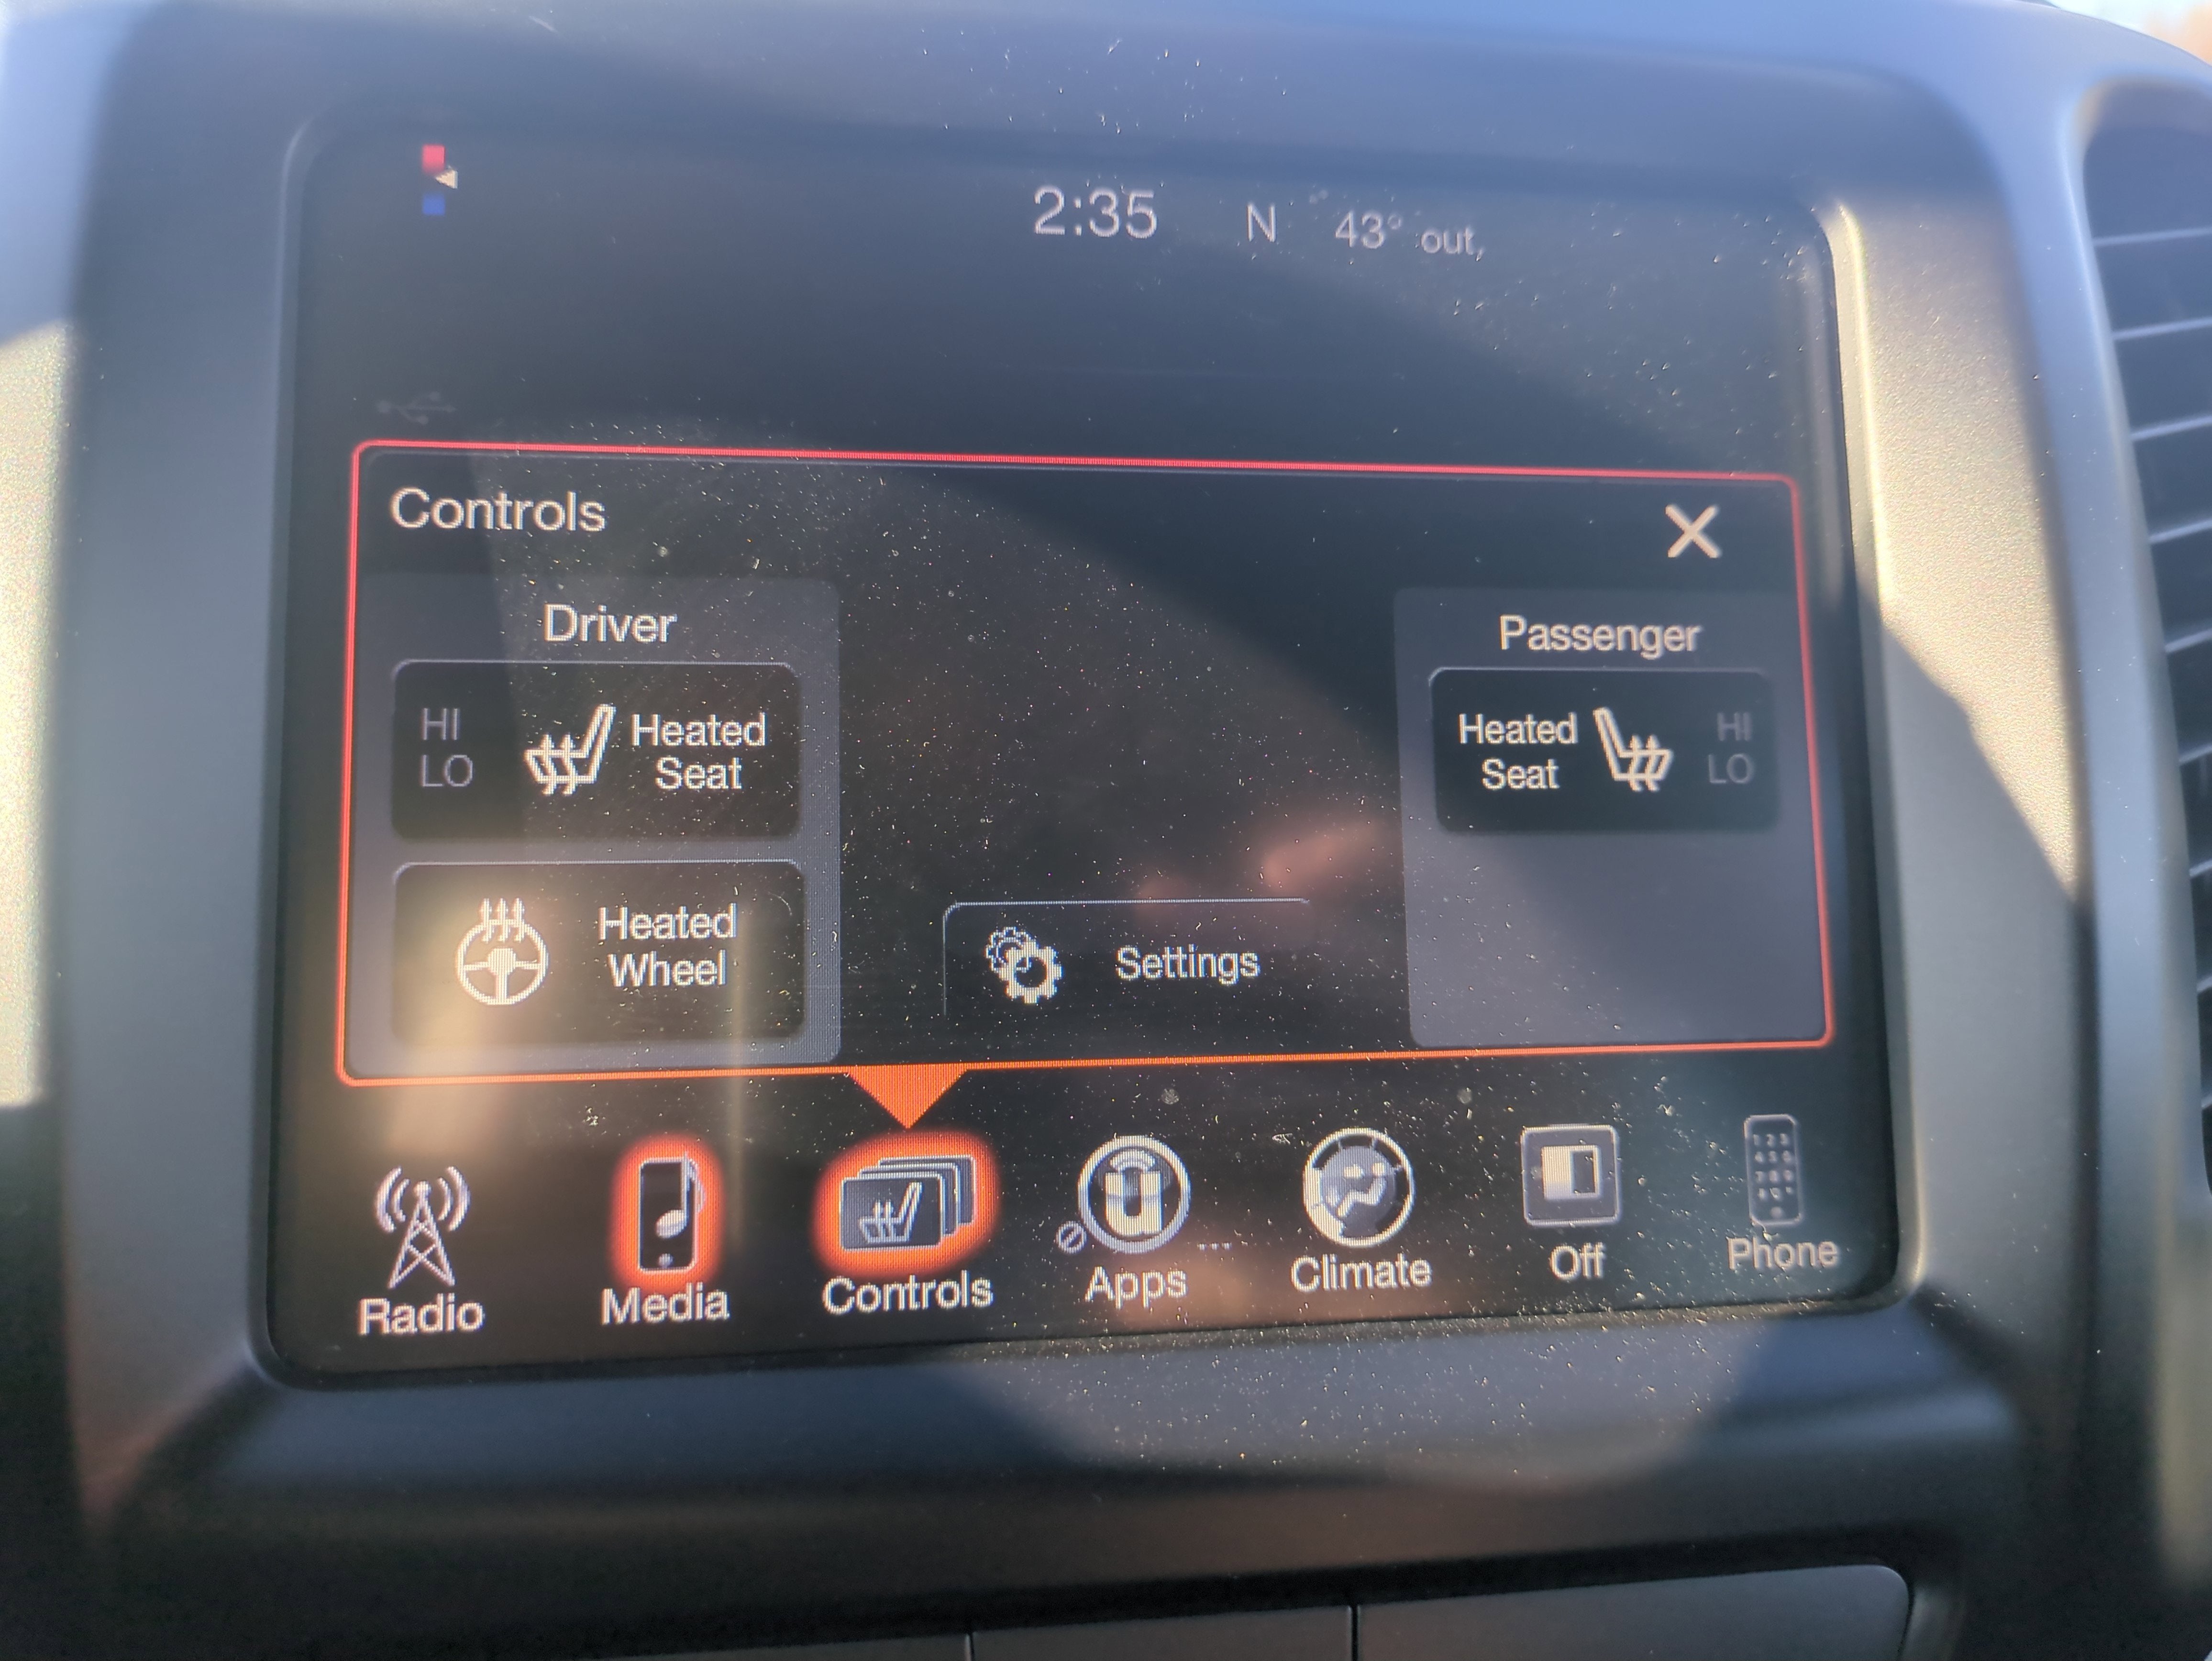 2:35 N 43° out,
Controls
Driver
HI
LO
Heated
Seat
Heated
Wheel
Settings
Passenger
Heated
Seat
HI
LO
Radio
Media
Controls
Apps
Climate
Off
Phone